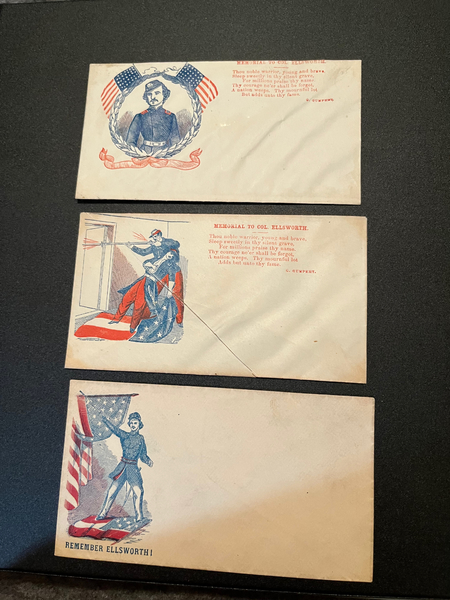 MEMORIAL TO COL. ELLSWORTH.
Thou noble warrior, young and brave,
Sleep sweetly in thy silent grave,
For millions praise thy name.
Thy courage ne'er shall be forgot,
A nation weeps. Thy mournful lot
But adds unto thy fame.
MEMORIAL TO COL. ELLSWORTH.
Thou noble warrior, young and brave,
Sleep sweetly in thy silent grave,
For millions praise thy name.
Thy courage ne'er shall be forgot,
A nation weeps. Thy mournful lot
Adds but unto thy fame.
REMEMBER ELLSWORTH!